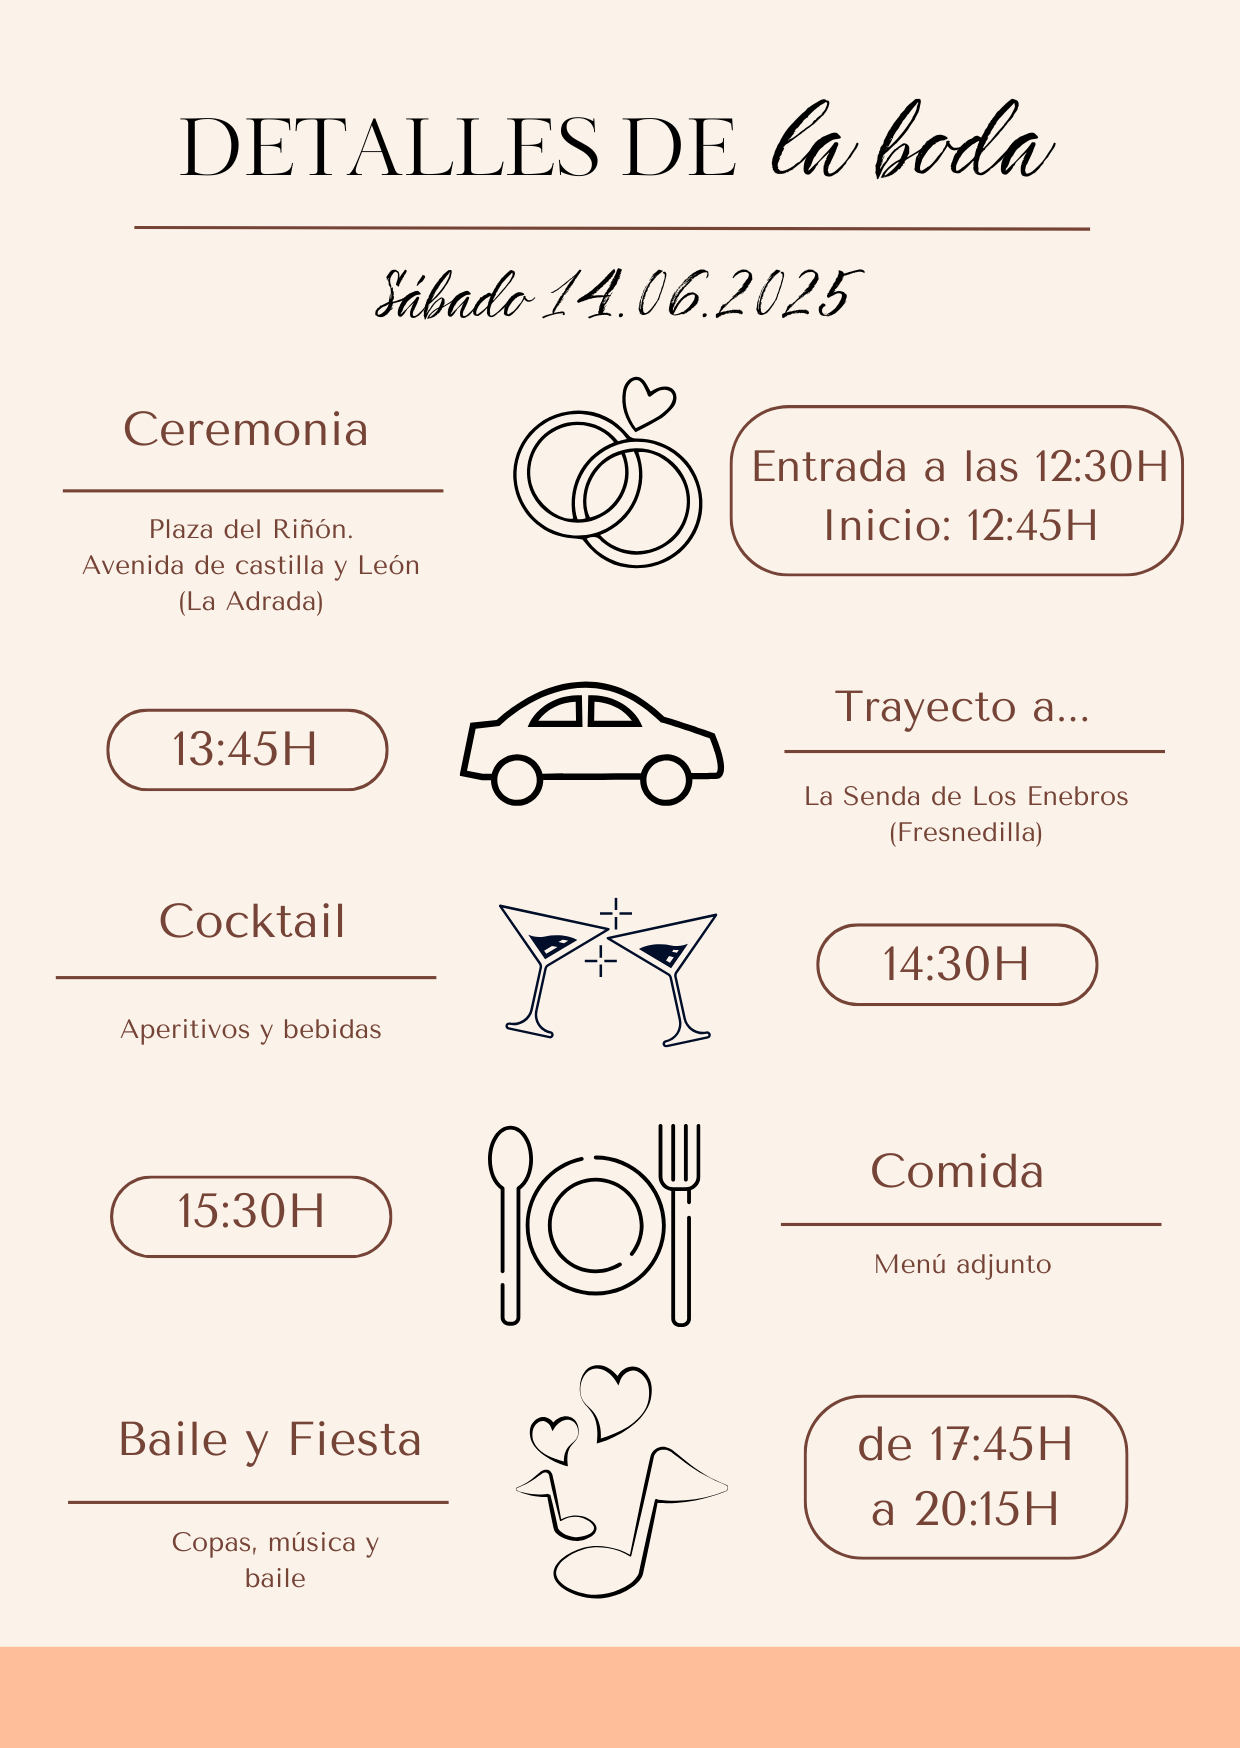 DETALLES DE la boda
Sábado 14.06.2025
Ceremonia
Plaza del Riñón.
Avenida de castilla y León
(La Adrada)
Entrada a las 12:30H
Inicio: 12:45H
13:45H
Trayecto a...
La Senda de Los Enebros
(Fresnedilla)
Cocktail
Aperitivos y bebidas
14:30H
15:30H
Comida
Menú adjunto
Baile y Fiesta
Copas, música y
baile
de 17:45H
a 20:15H